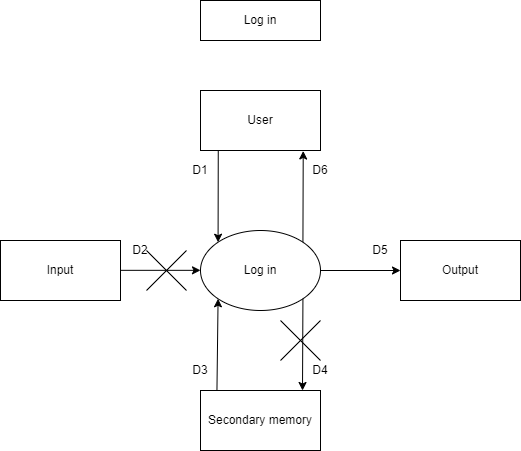 Log in
User
D1
D6
D2
D5
Input
Log in
Output
D3
D4
Secondary memory